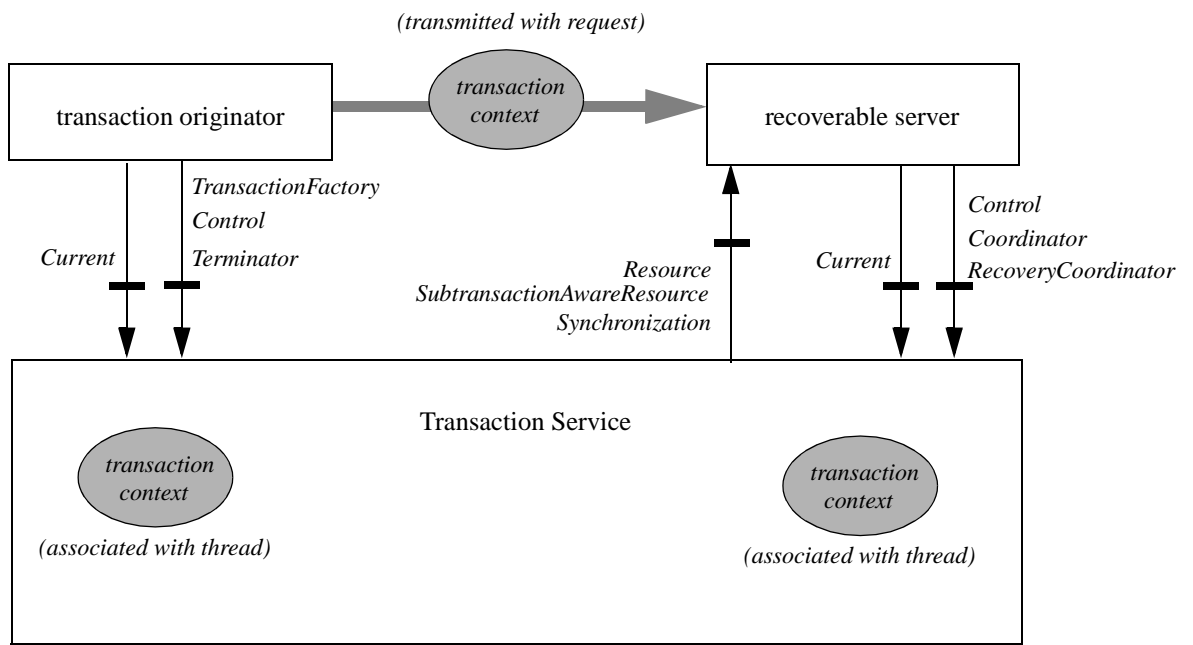 (transmitted with request)
transaction
context
transaction originator
recoverable server
TransactionFactory
Control
Terminator
Current
Resource
SubtransactionAwareResource
Synchronization
Current
Control
Coordinator
RecoveryCoordinator
Transaction Service
transaction
context
(associated with thread)
transaction
context
(associated with thread)